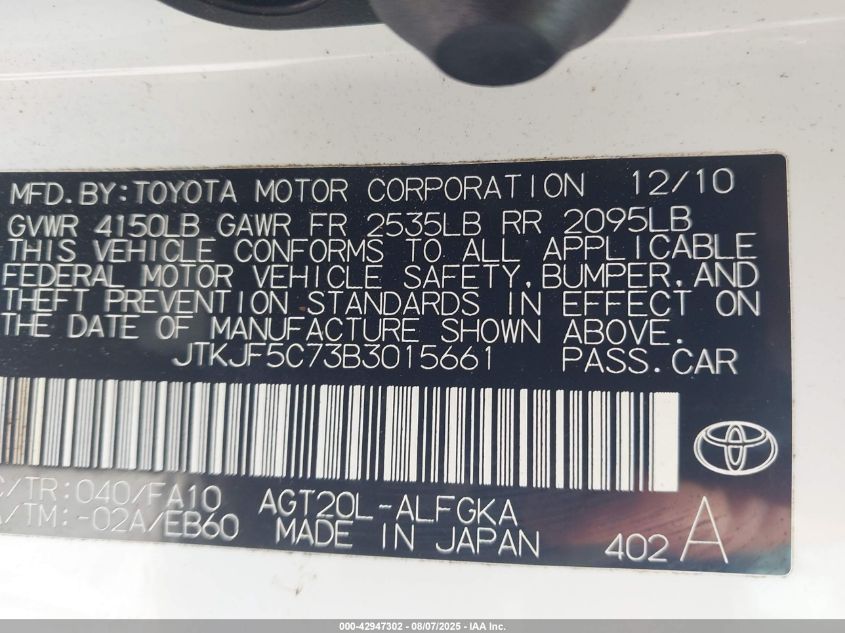 MFD.BY:TOYOTA MOTOR CORPORATION 12/10
GVWR 4150LB GAWR FR 2535LB RR 2095LB
THIS VEHICLE CONFORMS TO ALL APPLICABLE
FEDERAL MOTOR VEHICLE SAFETY,BUMPER,AND
THEFT PREVENTION STANDARDS IN EFFECT ON
THE DATE OF MANUFACTURE SHOWN ABOVE.
JTKJF5C73B3015661 PASS.CAR
C/TR:040/FA10 AGT20L-ALFGKA
A/TM:-02A/EB60 MADE IN JAPAN 402 A
000-42947302 - 08/07/2025 - IAA Inc.